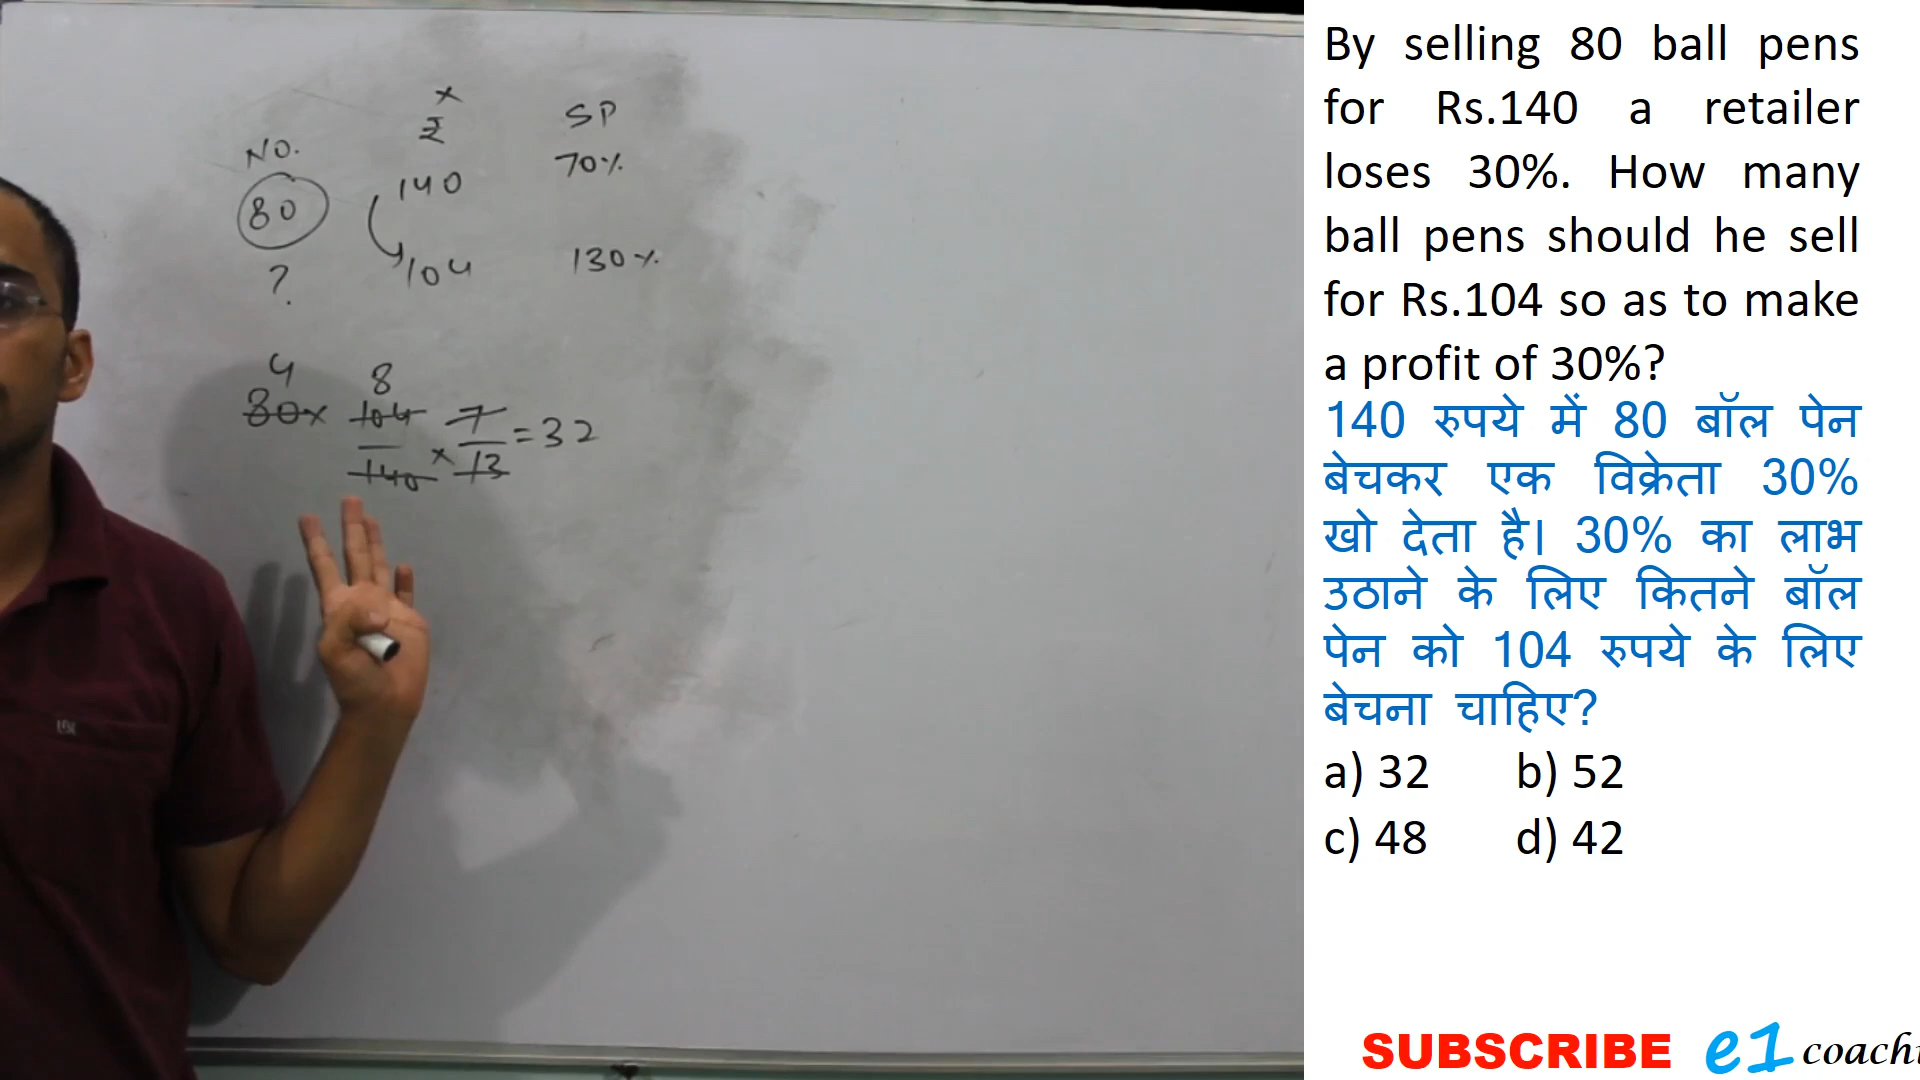 ×
₹
SP
NO.
70%
140
80
104
130%
?
4
8
80× 104/140 × 7/13 = 32
By selling 80 ball pens
for Rs.140 a retailer
loses 30%. How many
ball pens should he sell
for Rs.104 so as to make
a profit of 30%?
140 रुपये में 80 बॉल पेन
बेचकर एक विक्रेता 30%
खो देता है। 30% का लाभ
उठाने के लिए कितने बॉल
पेन को 104 रुपये के लिए
बेचना चाहिए?
a) 32 b) 52
c) 48 d) 42
SUBSCRIBE e1 coachi